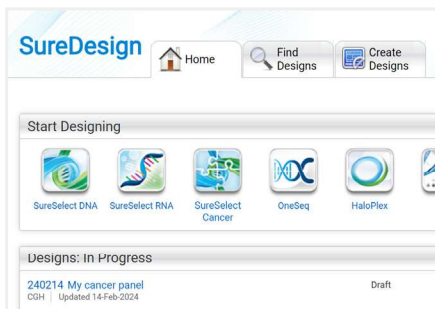 SureDesign
Home
Find
Designs
Create
Designs
Start Designing
SureSelect DNA
SureSelect RNA
SureSelect
Cancer
OneSeq
HaloPlex
Designs: In Progress
240214 My cancer panel
Draft
CGH | Updated 14-Feb-2024